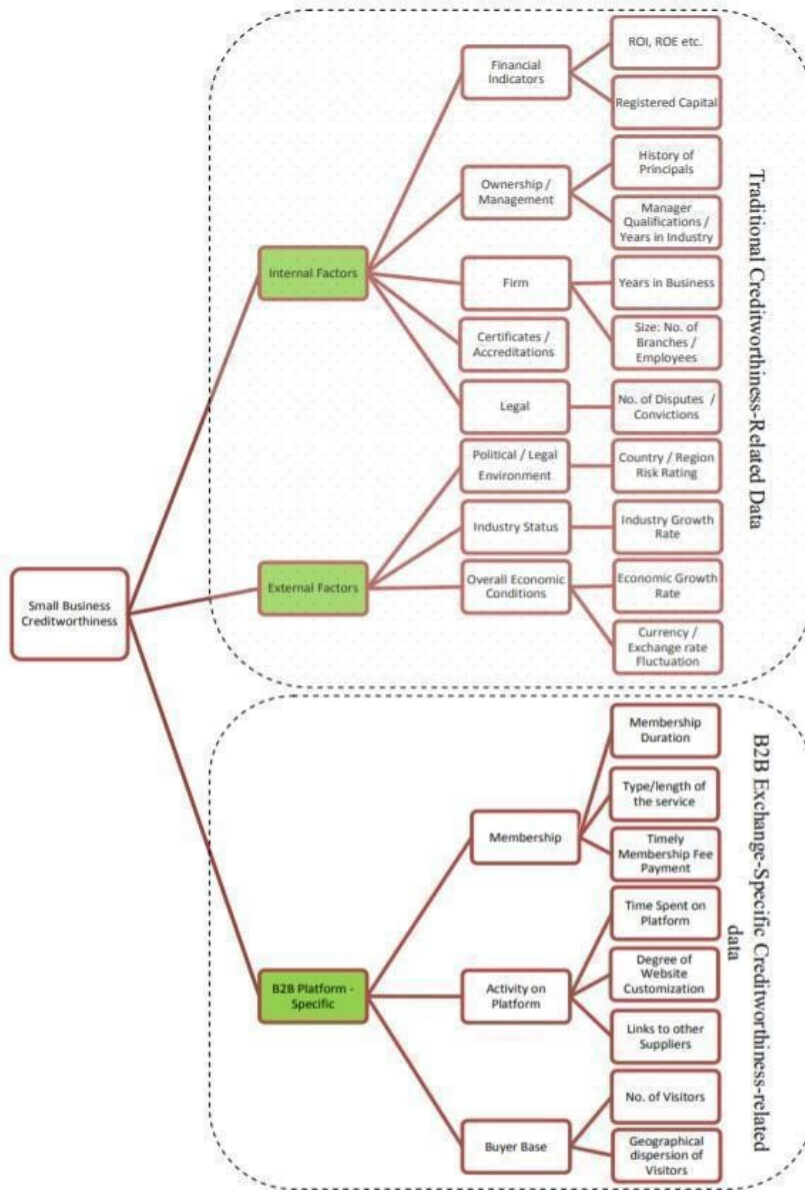 Small Business
Creditworthiness
Internal Factors
External Factors
B2B Platform -
Specific
Financial
Indicators
Ownership /
Management
Firm
Certificates /
Accreditations
Legal
Political / Legal
Environment
Industry Status
Overall Economic
Conditions
Membership
Activity on
Platform
Buyer Base
ROI, ROE etc.
Registered Capital
History of
Principals
Manager
Qualifications /
Years in Industry
Years in Business
Size: No. of
Branches /
Employees
No. of Disputes /
Convictions
Country / Region
Risk Rating
Industry Growth
Rate
Economic Growth
Rate
Currency /
Exchange rate
Fluctuation
Membership
Duration
Type/length of
the service
Timely
Membership Fee
Payment
Time Spent on
Platform
Degree of
Website
Customization
Links to other
Suppliers
No. of Visitors
Geographical
dispersion of
Visitors
Traditional Creditworthiness-Related Data
B2B Exchange-Specific Creditworthiness-related
data